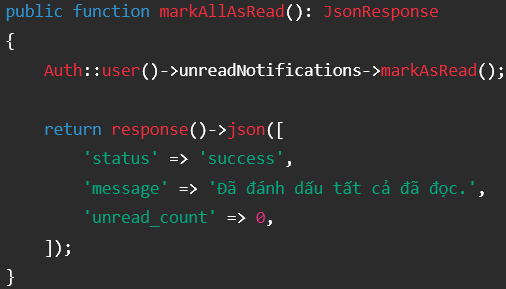 public function markAllAsRead(): JsonResponse
{
    Auth::user()->unreadNotifications->markAsRead();

    return response()->json([
        'status' => 'success',
        'message' => 'Đã đánh dấu tất cả đã đọc.',
        'unread_count' => 0,
    ]);
}